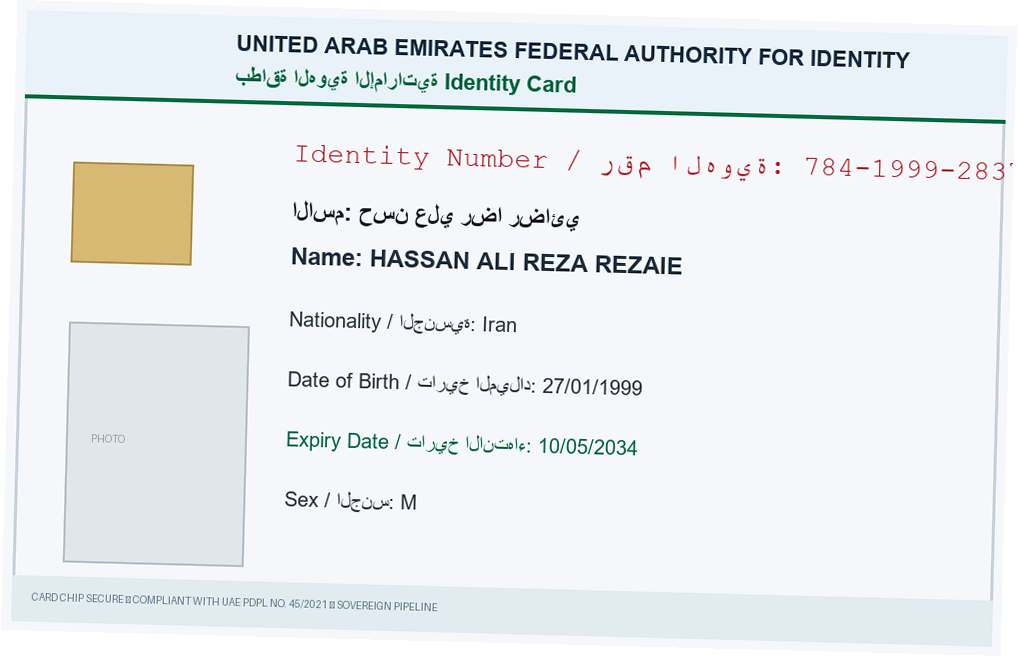 UNITED ARAB EMIRATES FEDERAL AUTHORITY FOR IDENTITY
بطاقة الهوية الإماراتية Identity Card
Identity Number / رقم الهوية: 784-1999-283
الاسم: حسن علي رضا رضائي
Name: HASSAN ALI REZA REZAIE
Nationality / الجنسية: Iran
Date of Birth / تاريخ الميلاد: 27/01/1999
Expiry Date / تاريخ الانتهاء: 10/05/2034
Sex / الجنس: M
PHOTO
CARD CHIP SECURE COMPLIANT WITH UAE PDPL NO. 45/2021 SOVEREIGN PIPELINE